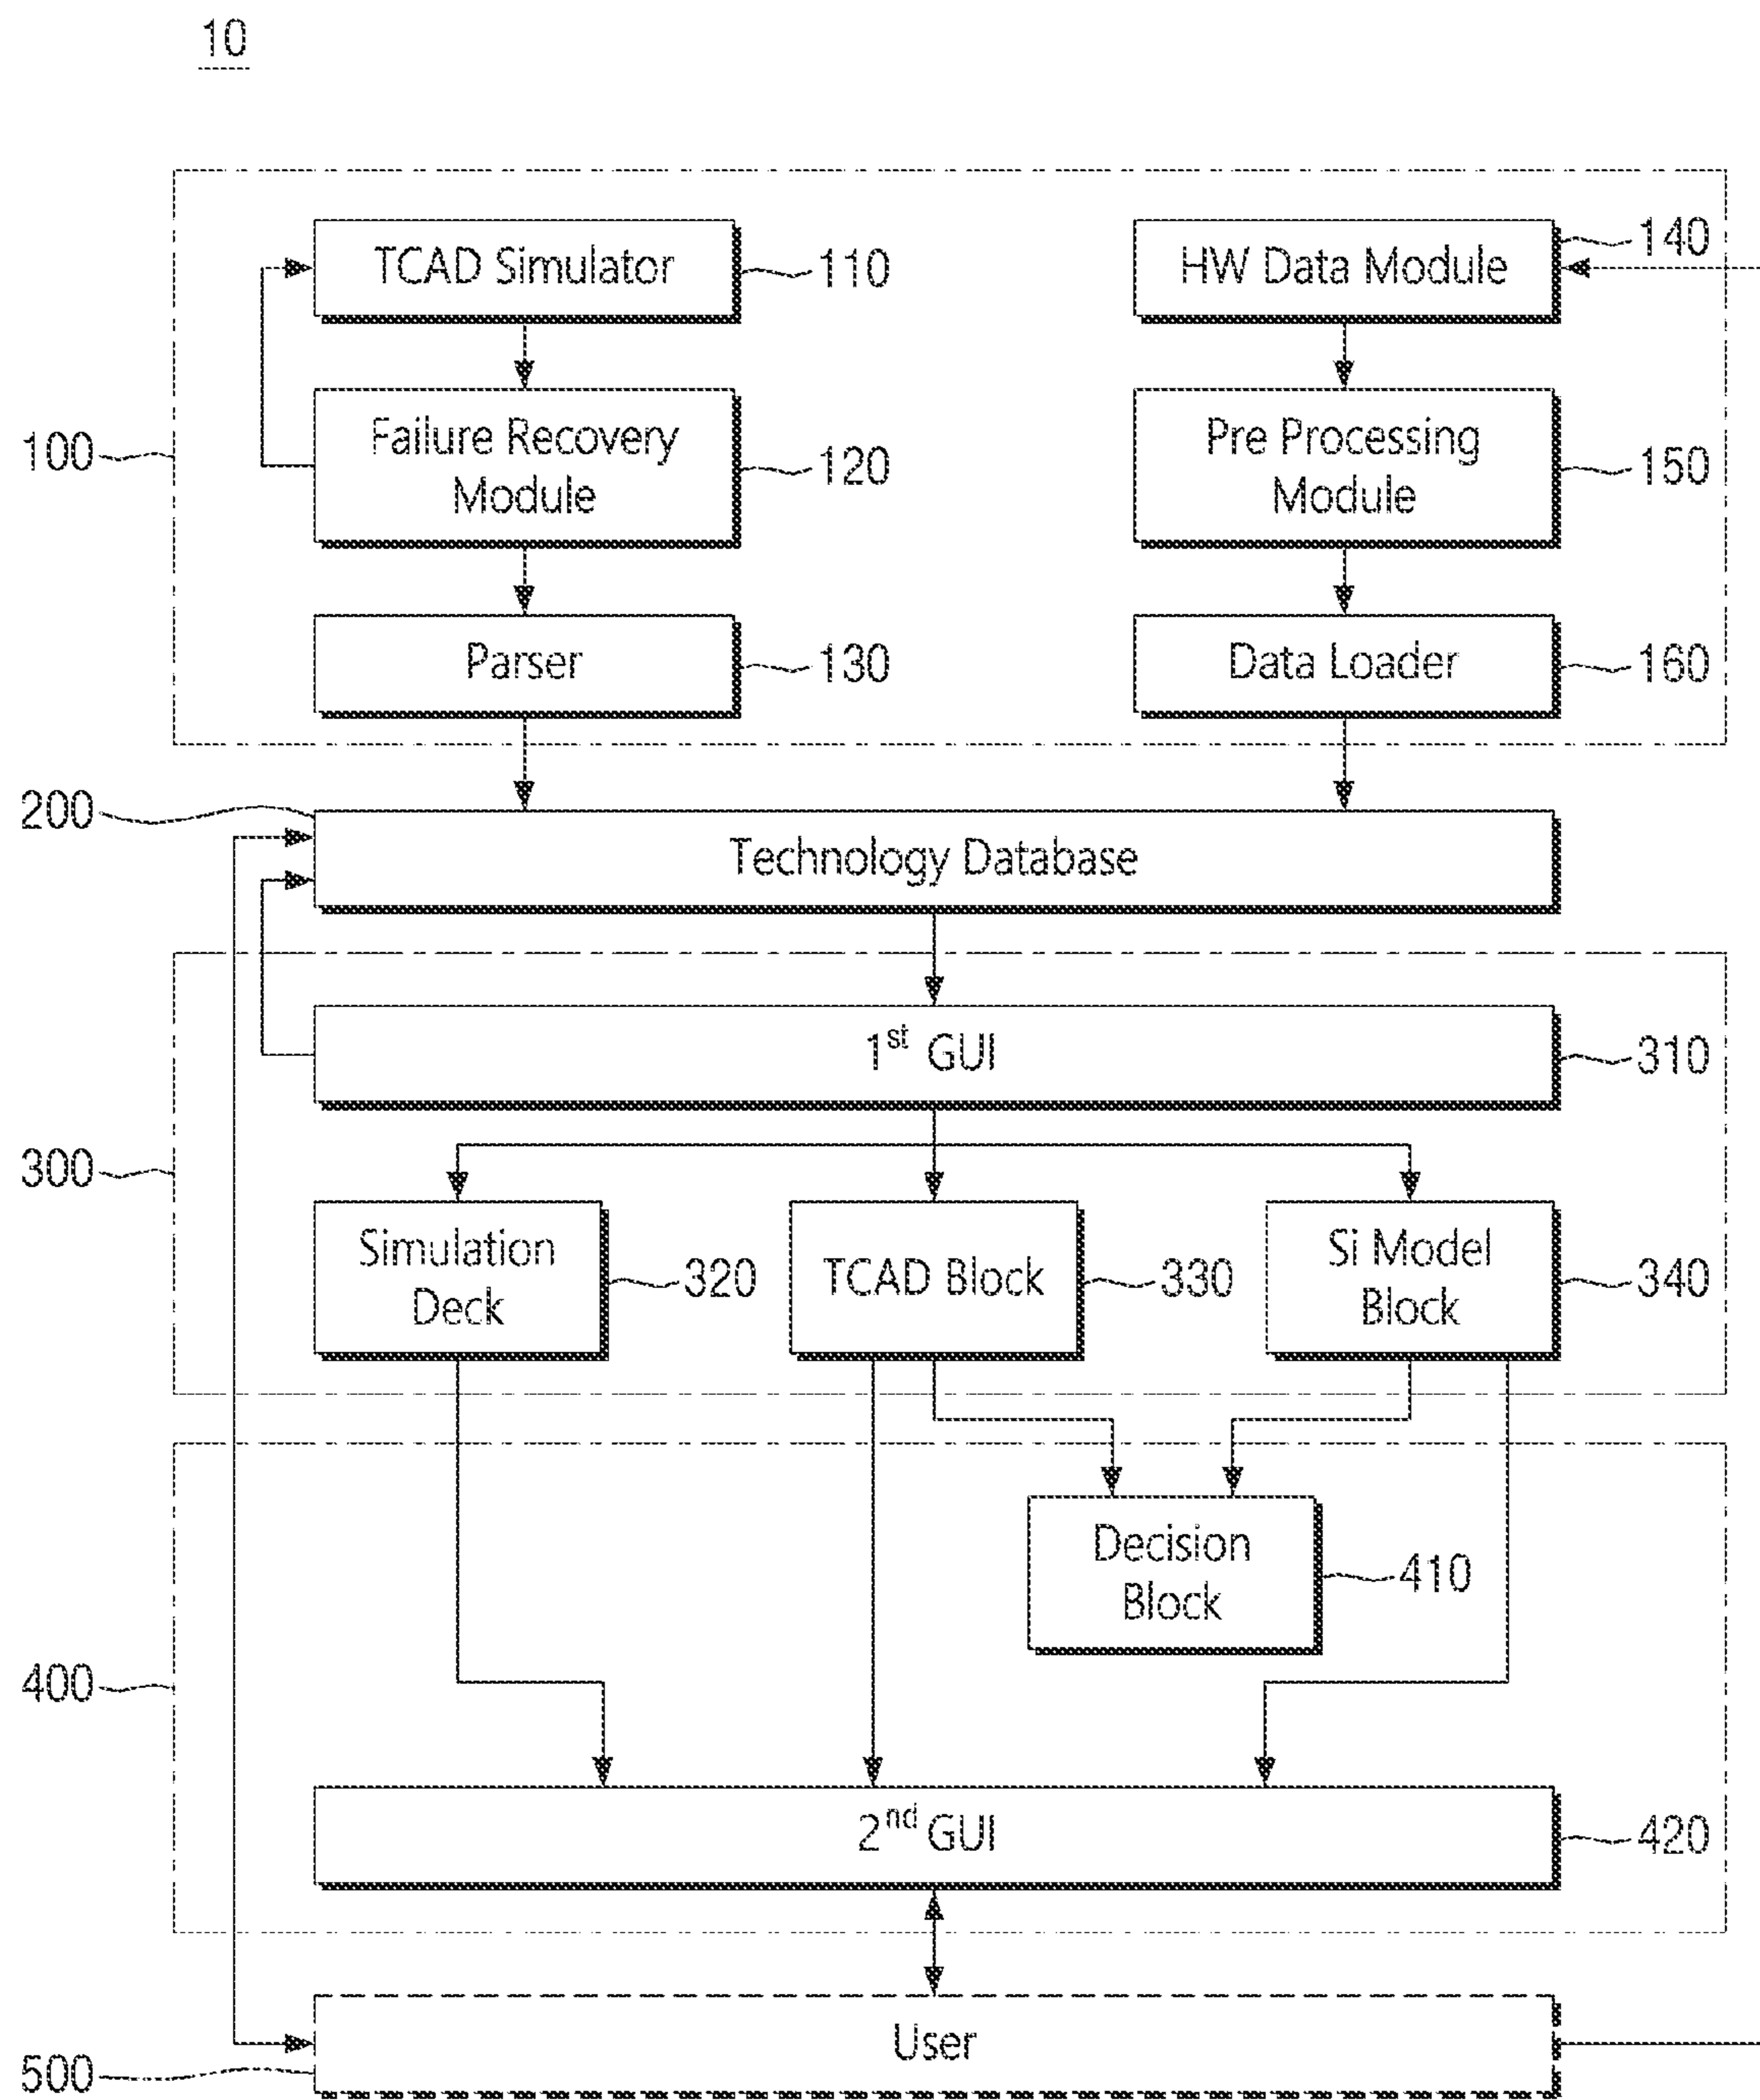 10
TCAD Simulator
110
HW Data Module
140
100
Failure Recovery
Module
120
Pre Processing
Module
150
Parser
130
Data Loader
160
200
Technology Database
1st GUI
310
300
Simulation
Deck
320
TCAD Block
330
Si Model
Block
340
Decision
Block
410
400
2nd GUI
420
User
500